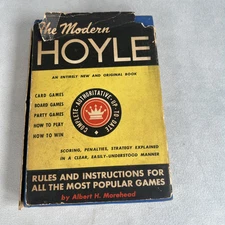 The Modern
HOYLE
AN ENTIRELY NEW AND ORIGINAL BOOK
CARD GAMES
BOARD GAMES
PARTY GAMES
HOW TO PLAY
HOW TO WIN
COMPLETE·AUTHORITATIVE·UP-TO-DATE
SCORING, PENALTIES, STRATEGY EXPLAINED
IN A CLEAR, EASILY-UNDERSTOOD MANNER
RULES AND INSTRUCTIONS FOR
ALL THE MOST POPULAR GAMES
by Albert H. Morehead